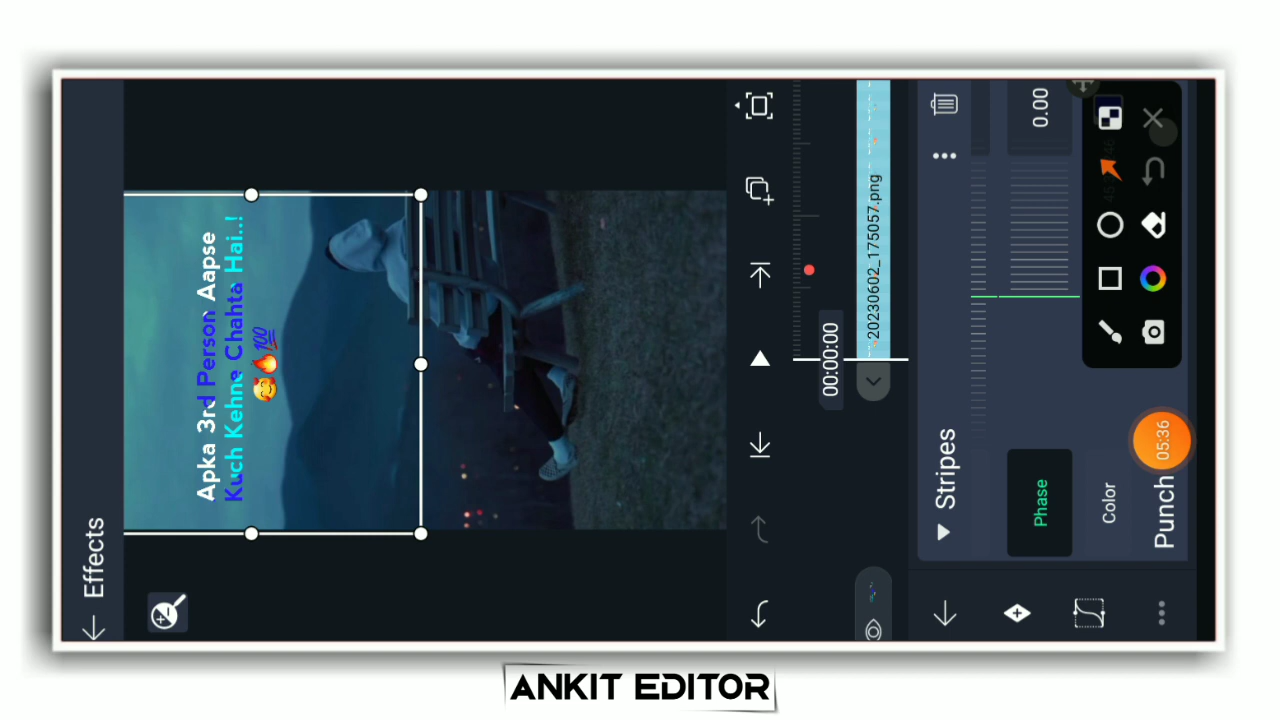 Effects
Apka 3rd Person Aapse
Kuch Kehne Chahta Hai..!
🥰🔥💯
00:00:00
20230602_175057.png
Stripes
0.00
Phase
Color
Punch
05:36
ANKIT EDITOR